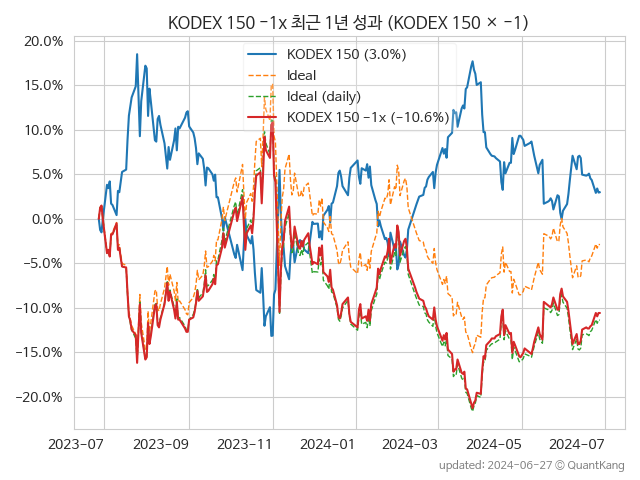 KODEX 150 −1x 최근 1년 성과 (KODEX 150 × −1)
20.0%
15.0%
10.0%
5.0%
0.0%
−5.0%
−10.0%
−15.0%
−20.0%
KODEX 150 (3.0%)
Ideal
Ideal (daily)
KODEX 150 −1x (−10.6%)
2023−07
2023−09
2023−11
2024−01
2024−03
2024−05
2024−07
updated: 2024−06−27 © QuantKang